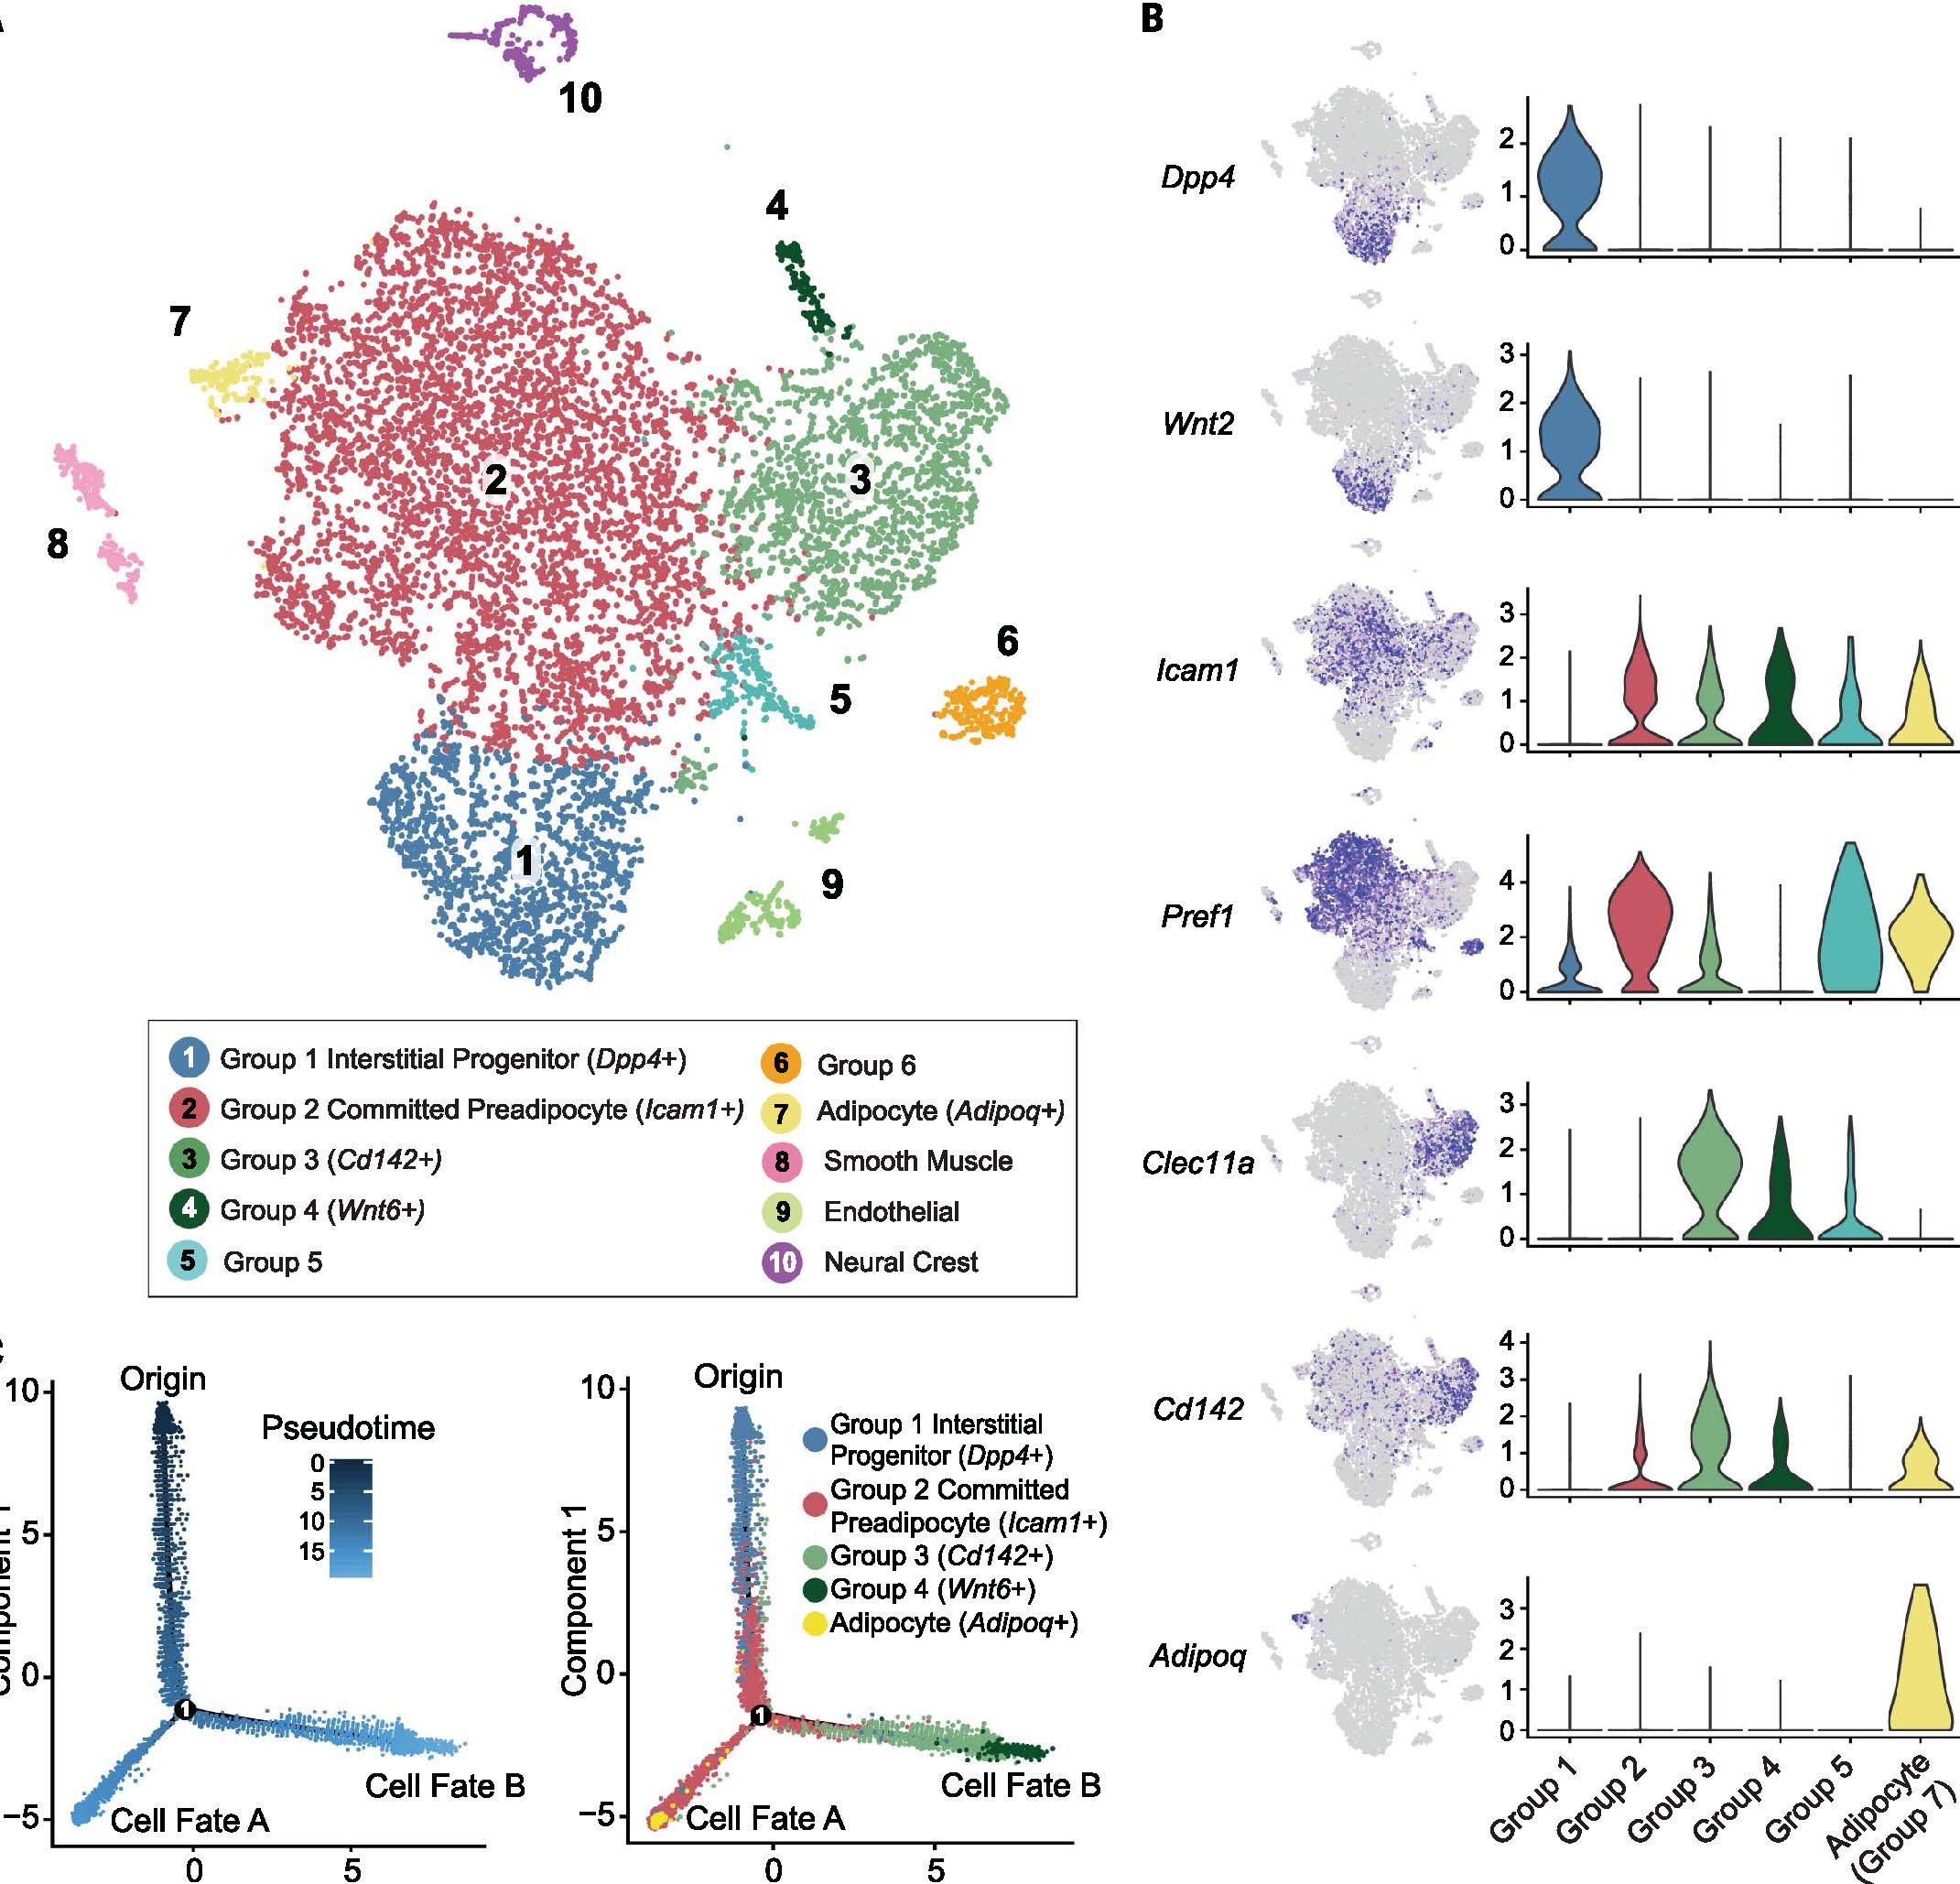 B
10
4
7
2
3
8
6
5
1
9
1 Group 1 Interstitial Progenitor (Dpp4+)
2 Group 2 Committed Preadipocyte (Icam1+)
3 Group 3 (Cd142+)
4 Group 4 (Wnt6+)
5 Group 5
6 Group 6
7 Adipocyte (Adipoq+)
8 Smooth Muscle
9 Endothelial
10 Neural Crest
Dpp4
2
1
0
Wnt2
3
2
1
0
Icam1
3
2
1
0
Pref1
4
2
0
Clec11a
3
2
1
0
Cd142
4
3
2
1
0
Adipoq
3
2
1
0
Group 1
Group 2
Group 3
Group 4
Group 5
Adipocyte
(Group 7)
Origin
Pseudotime
0
5
10
15
10
5
0
−5
1
Cell Fate B
Cell Fate A
0
5
Origin
Group 1 Interstitial
Progenitor (Dpp4+)
Group 2 Committed
Preadipocyte (Icam1+)
Group 3 (Cd142+)
Group 4 (Wnt6+)
Adipocyte (Adipoq+)
Component 1
10
5
0
−5
1
Cell Fate B
Cell Fate A
0
5